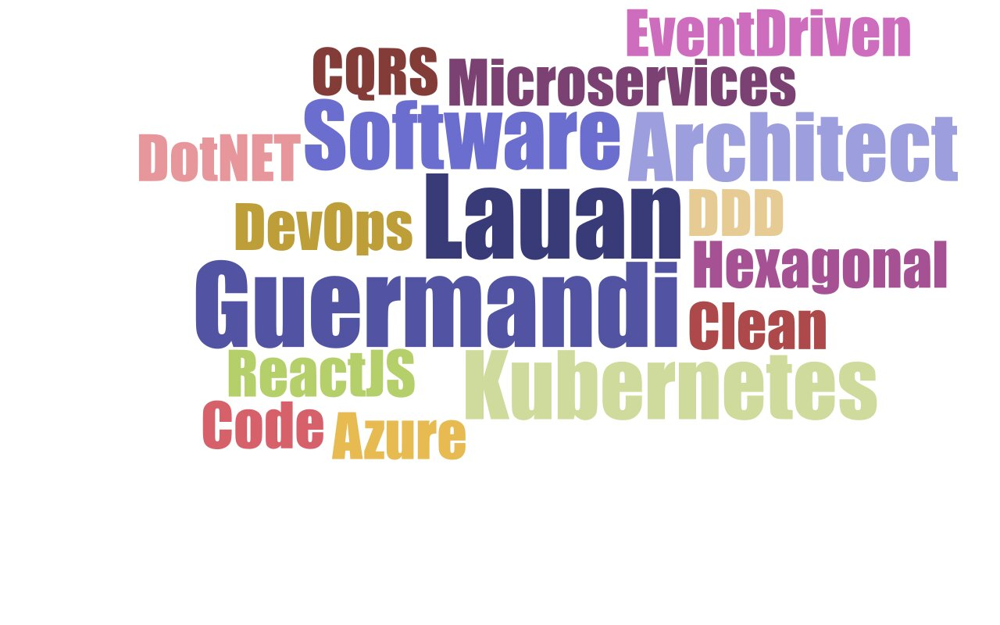 EventDriven
CQRS Microservices
Software Architect
DotNET
Lauan DDD
DevOps
Hexagonal
Guermandi
Clean
ReactJS Kubernetes
Code Azure